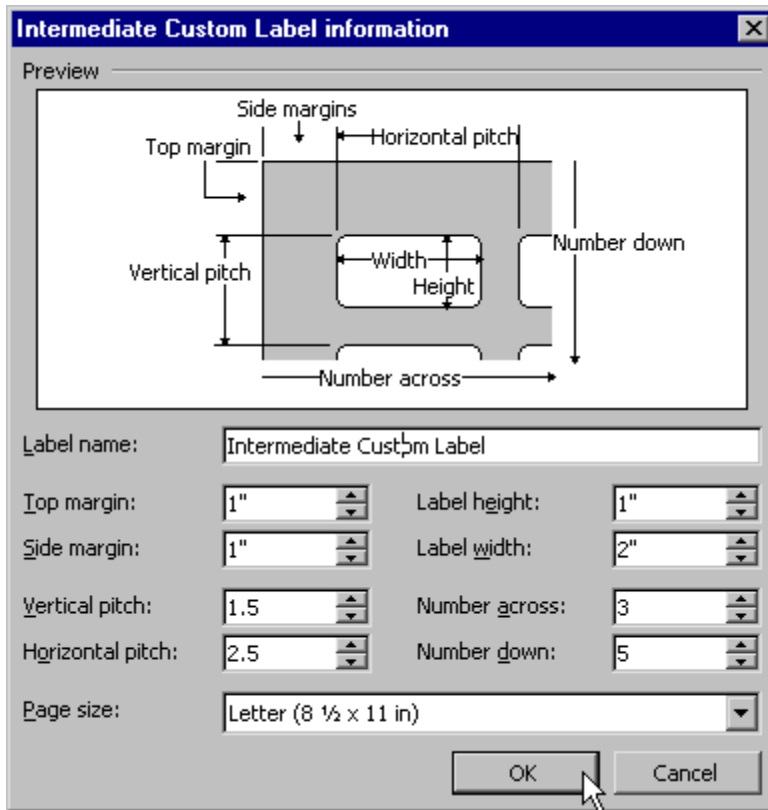 Intermediate Custom Label information
Preview
Side margins
Top margin
Horizontal pitch
Number down
Vertical pitch
Width
Height
Number across
Label name:
Intermediate Custom Label
Top margin: 1" Label height: 1"
Side margin: 1" Label width: 2"
Vertical pitch: 1.5 Number across: 3
Horizontal pitch: 2.5 Number down: 5
Page size: Letter (8 ½ x 11 in)
OK Cancel